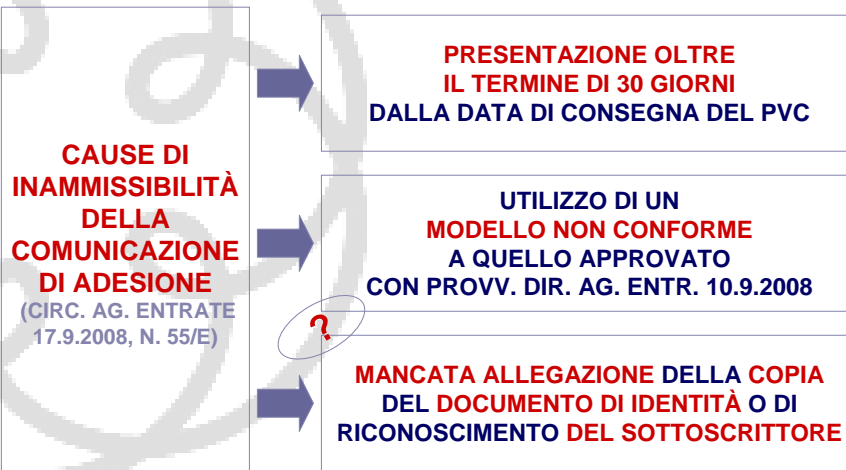 CAUSE DI
INAMMISSIBILITÀ
DELLA
COMUNICAZIONE
DI ADESIONE
(CIRC. AG. ENTRATE
17.9.2008, N. 55/E)
PRESENTAZIONE OLTRE
IL TERMINE DI 30 GIORNI
DALLA DATA DI CONSEGNA DEL PVC
UTILIZZO DI UN
MODELLO NON CONFORME
A QUELLO APPROVATO
CON PROVV. DIR. AG. ENTR. 10.9.2008
?
MANCATA ALLEGAZIONE DELLA COPIA
DEL DOCUMENTO DI IDENTITÀ O DI
RICONOSCIMENTO DEL SOTTOSCRITTORE